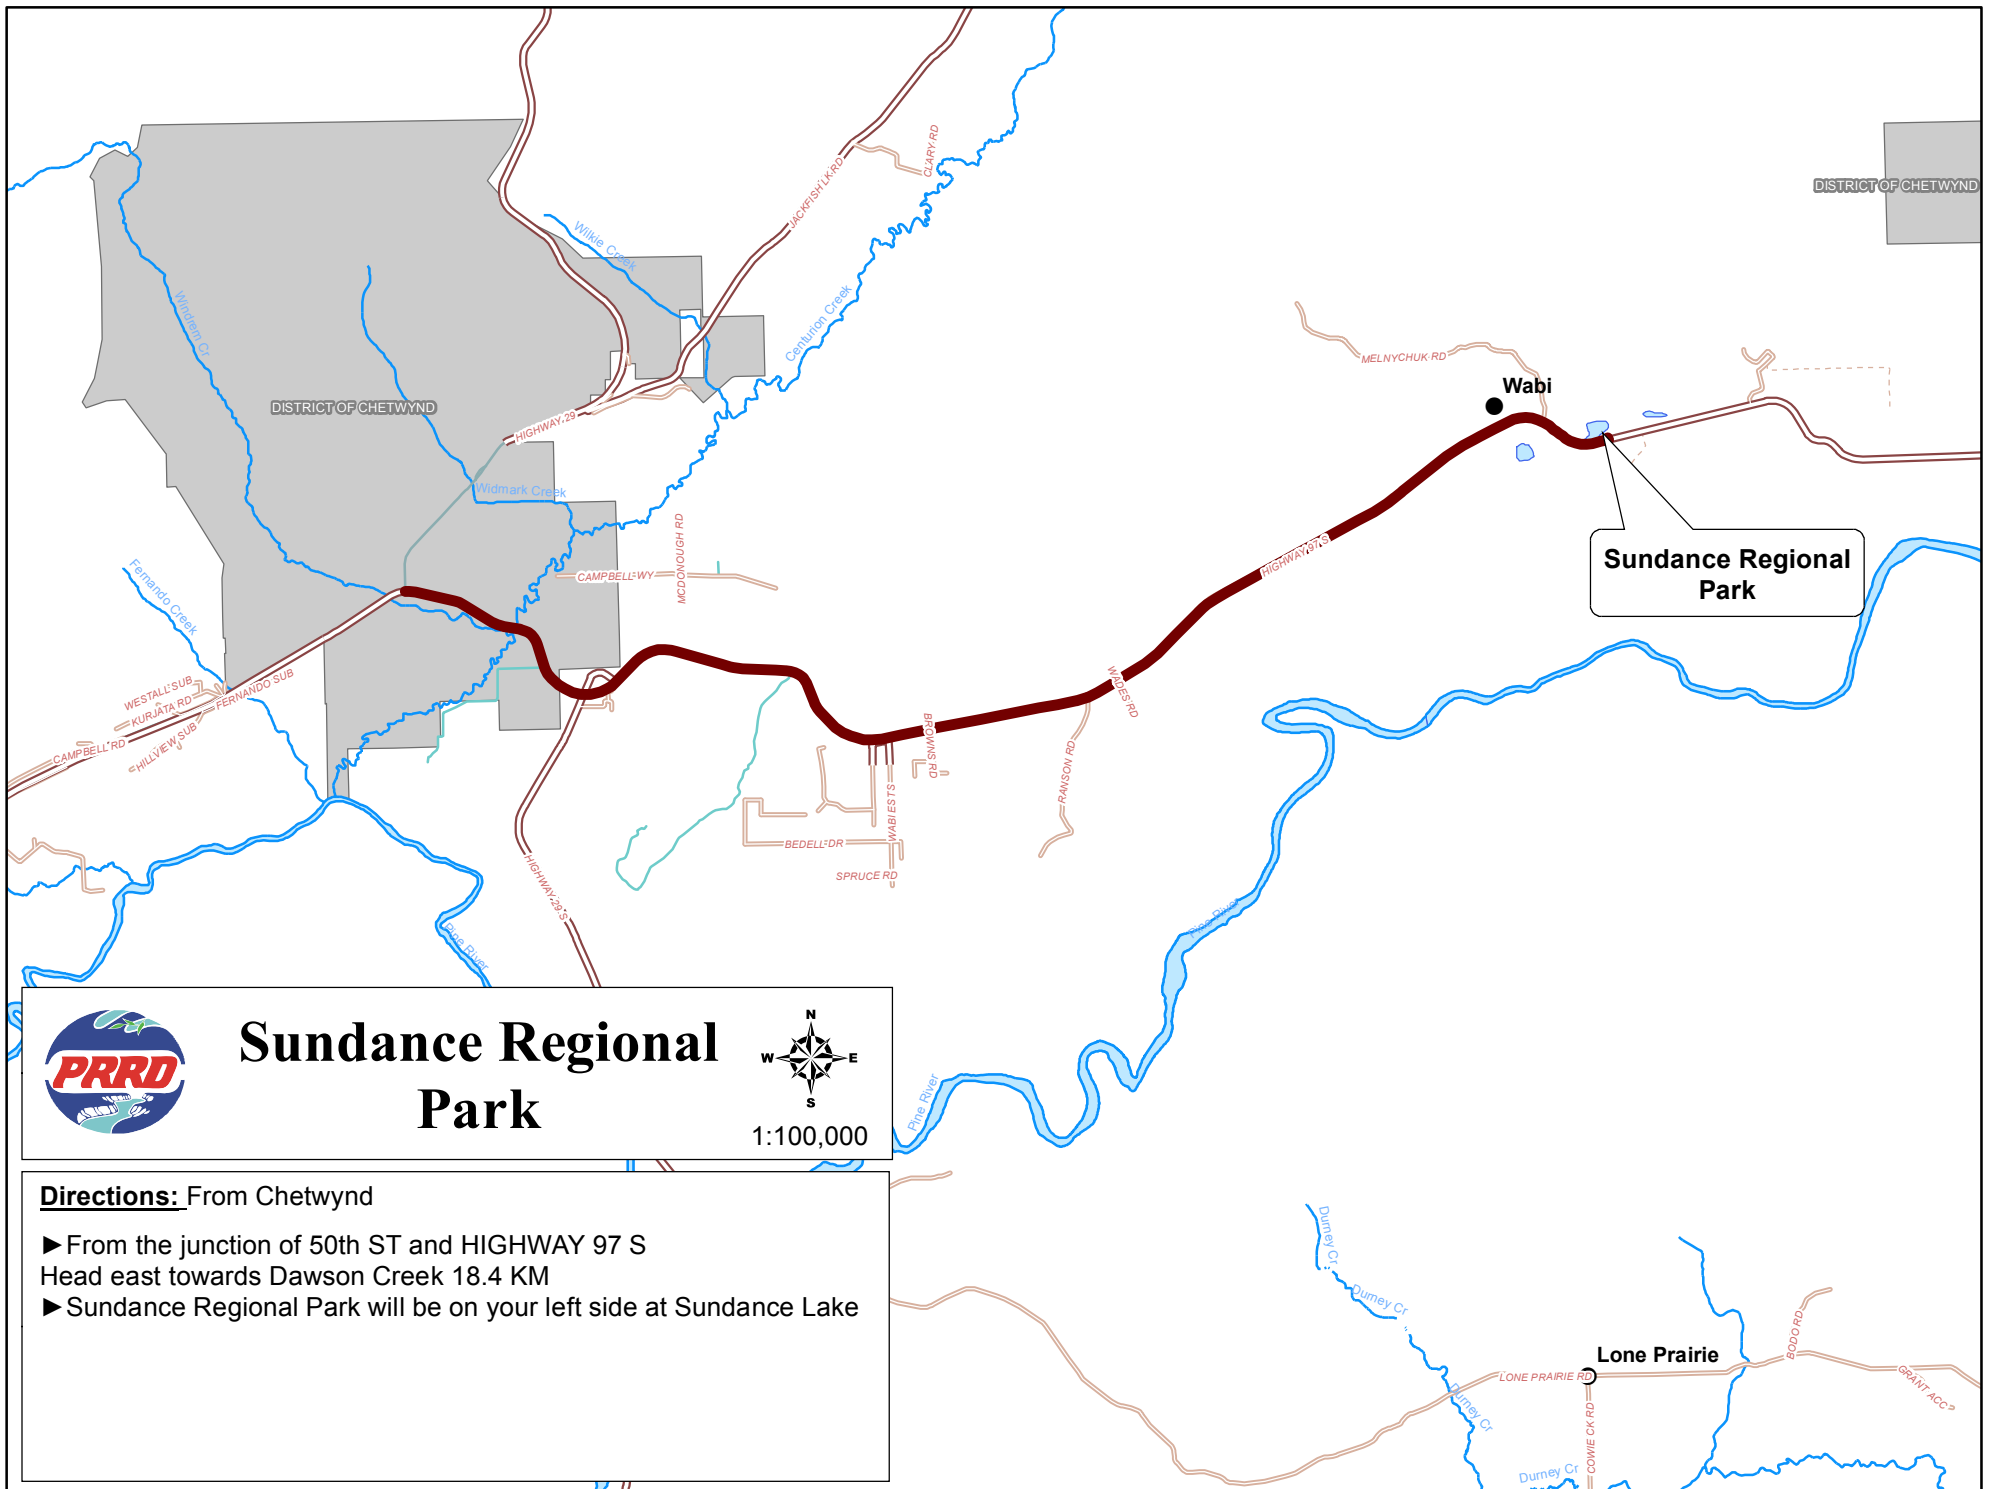 CLARY RD
JACKFISH LK RD
DISTRICT OF CHETWYND
Wilkie Creek
Windrem Cr
Centurion Creek
MELNYCHUK RD
Wabi
DISTRICT OF CHETWYND
HIGHWAY 29
Widmark Creek
MCDONOUGH RD
CAMPBELL WY
HIGHWAY 97 S
Sundance Regional
Park
Fernando Creek
WESTALL SUB
KURJATA RD
FERNANDO SUB
HILLVIEW SUB
CAMPBELL RD
WADES RD
BROWNS RD
RANSON RD
WABI ESTS
BEDELL DR
SPRUCE RD
HIGHWAY 29 S
Pine River
Pine River
Pine River
PRRD
Sundance Regional
Park
N
W E
S
1:100,000
Directions: From Chetwynd
►From the junction of 50th ST and HIGHWAY 97 S
Head east towards Dawson Creek 18.4 KM
►Sundance Regional Park will be on your left side at Sundance Lake
Durney Cr
Durney Cr
Durney Cr
Durney Cr
Lone Prairie
LONE PRAIRIE RD
BODO RD
COWIE CK RD